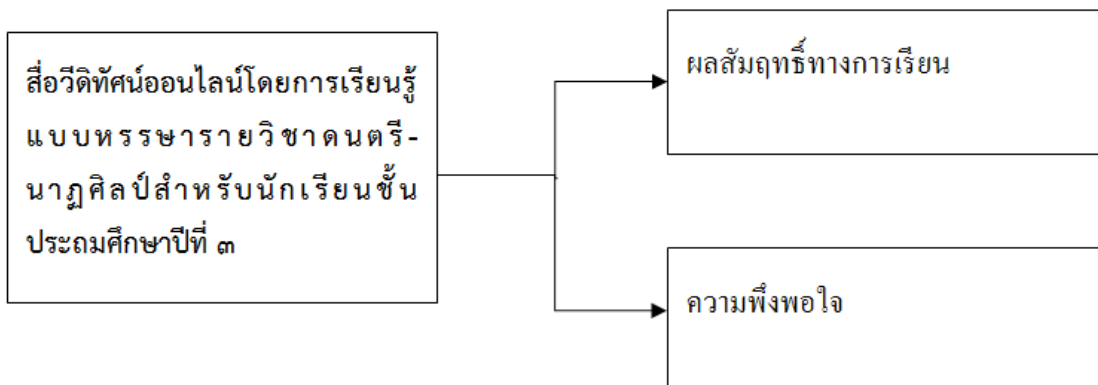 สื่อวีดิทัศน์ออนไลน์โดยการเรียนรู้
แบบหรรษารายวิชาดนตรี-
นาฏศิลป์สำหรับนักเรียนชั้น
ประถมศึกษาปีที่ ๓
ผลสัมฤทธิ์ทางการเรียน
ความพึงพอใจ